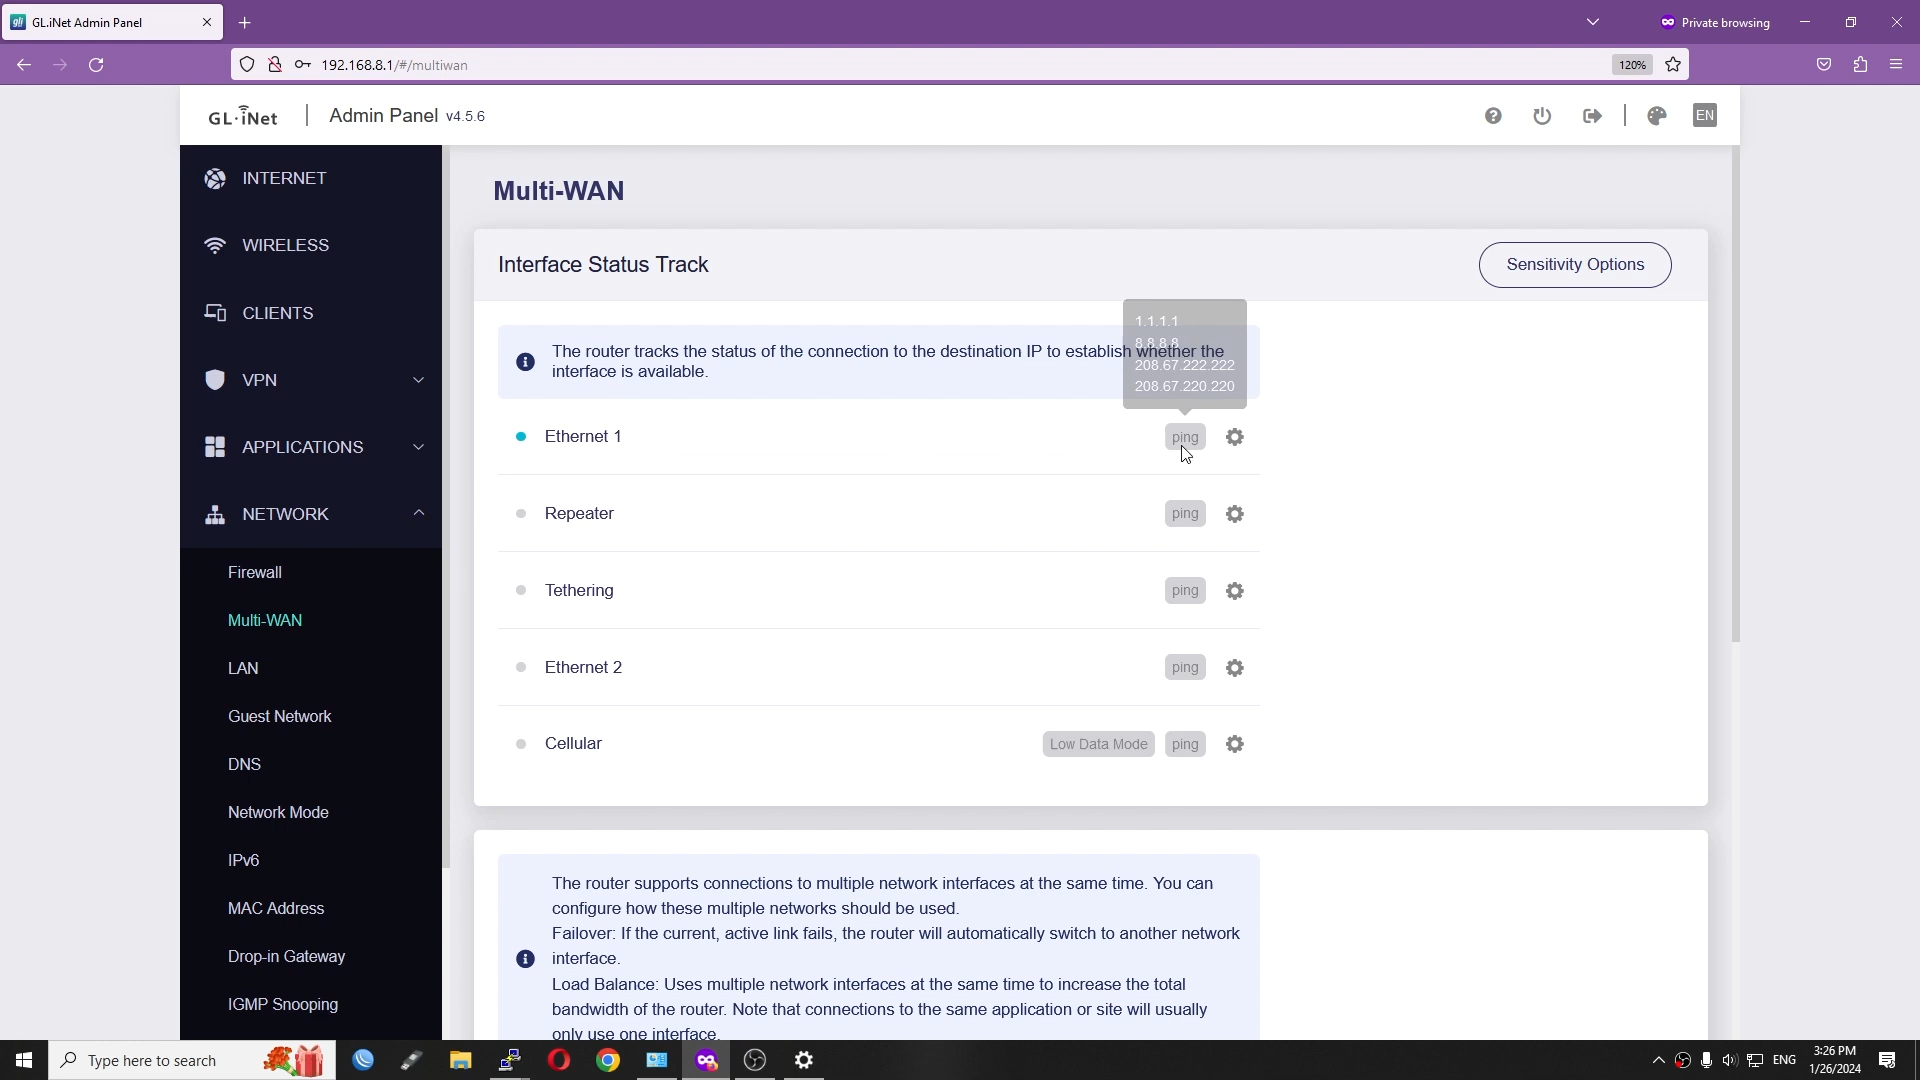 GL.iNet Admin Panel
Private browsing
192.168.8.1/#/multiwan
120%
GL·iNet
Admin Panel v4.5.6
EN
INTERNET
WIRELESS
CLIENTS
VPN
APPLICATIONS
NETWORK
Firewall
Multi-WAN
LAN
Guest Network
DNS
Network Mode
IPv6
MAC Address
Drop-in Gateway
IGMP Snooping
Multi-WAN
Interface Status Track
Sensitivity Options
The router tracks the status of the connection to the destination IP to establish whether the
interface is available.
1.1.1.1
8.8.8.8
208.67.222.222
208.67.220.220
Ethernet 1
ping
Repeater
ping
Tethering
ping
Ethernet 2
ping
Cellular
Low Data Mode
ping
The router supports connections to multiple network interfaces at the same time. You can
configure how these multiple networks should be used.
Failover: If the current, active link fails, the router will automatically switch to another network
interface.
Load Balance: Uses multiple network interfaces at the same time to increase the total
bandwidth of the router. Note that connections to the same application or site will usually
only use one interface.
Type here to search
ENG
3:26 PM
1/26/2024